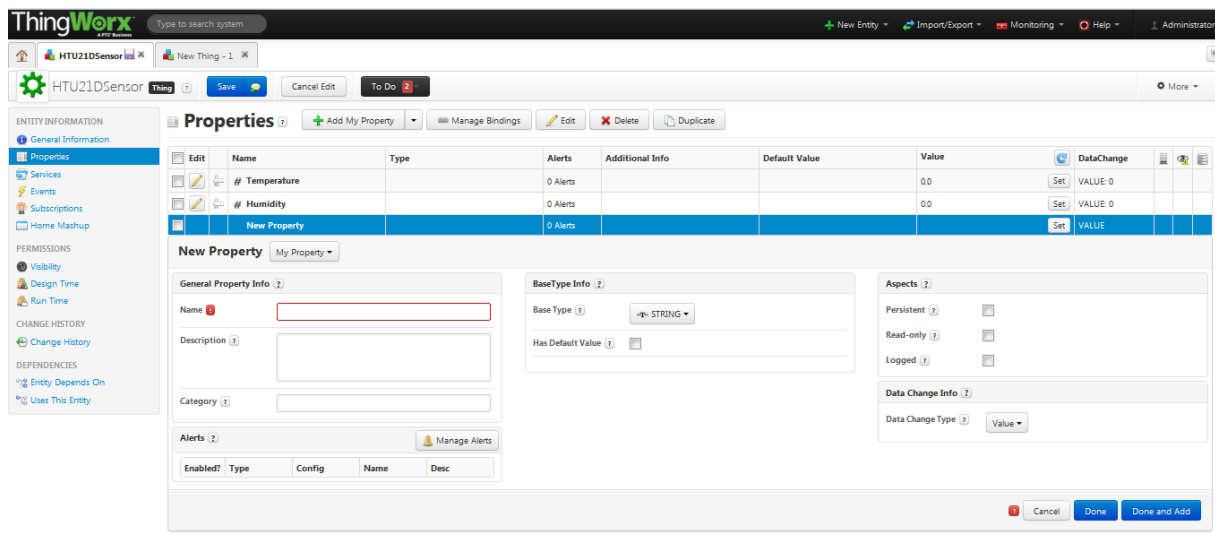 ThingWorx Type to search system New Entity Import/Export Monitoring Help Administrator
A PTC Business
HTU21DSensor New Thing - 1
HTU21DSensor Thing ? Save Cancel Edit To Do 2 More
ENTITY INFORMATION
General Information
Properties
Services
Events
Subscriptions
Home Mashup
PERMISSIONS
Visibility
Design Time
Run Time
CHANGE HISTORY
Change History
DEPENDENCIES
Entity Depends On
Uses This Entity
Properties ? Add My Property Manage Bindings Edit Delete Duplicate
Edit Name Type Alerts Additional Info Default Value Value DataChange
# Temperature 0 Alerts 0.0 Set VALUE: 0
# Humidity 0 Alerts 0.0 Set VALUE: 0
New Property 0 Alerts Set VALUE
New Property My Property
General Property Info ?
Name
Description ?
Category ?
Alerts ? Manage Alerts
Enabled? Type Config Name Desc
BaseType Info ?
Base Type ? STRING
Has Default Value ?
Aspects ?
Persistent ?
Read-only ?
Logged ?
Data Change Info ?
Data Change Type ? Value
? Cancel Done Done and Add